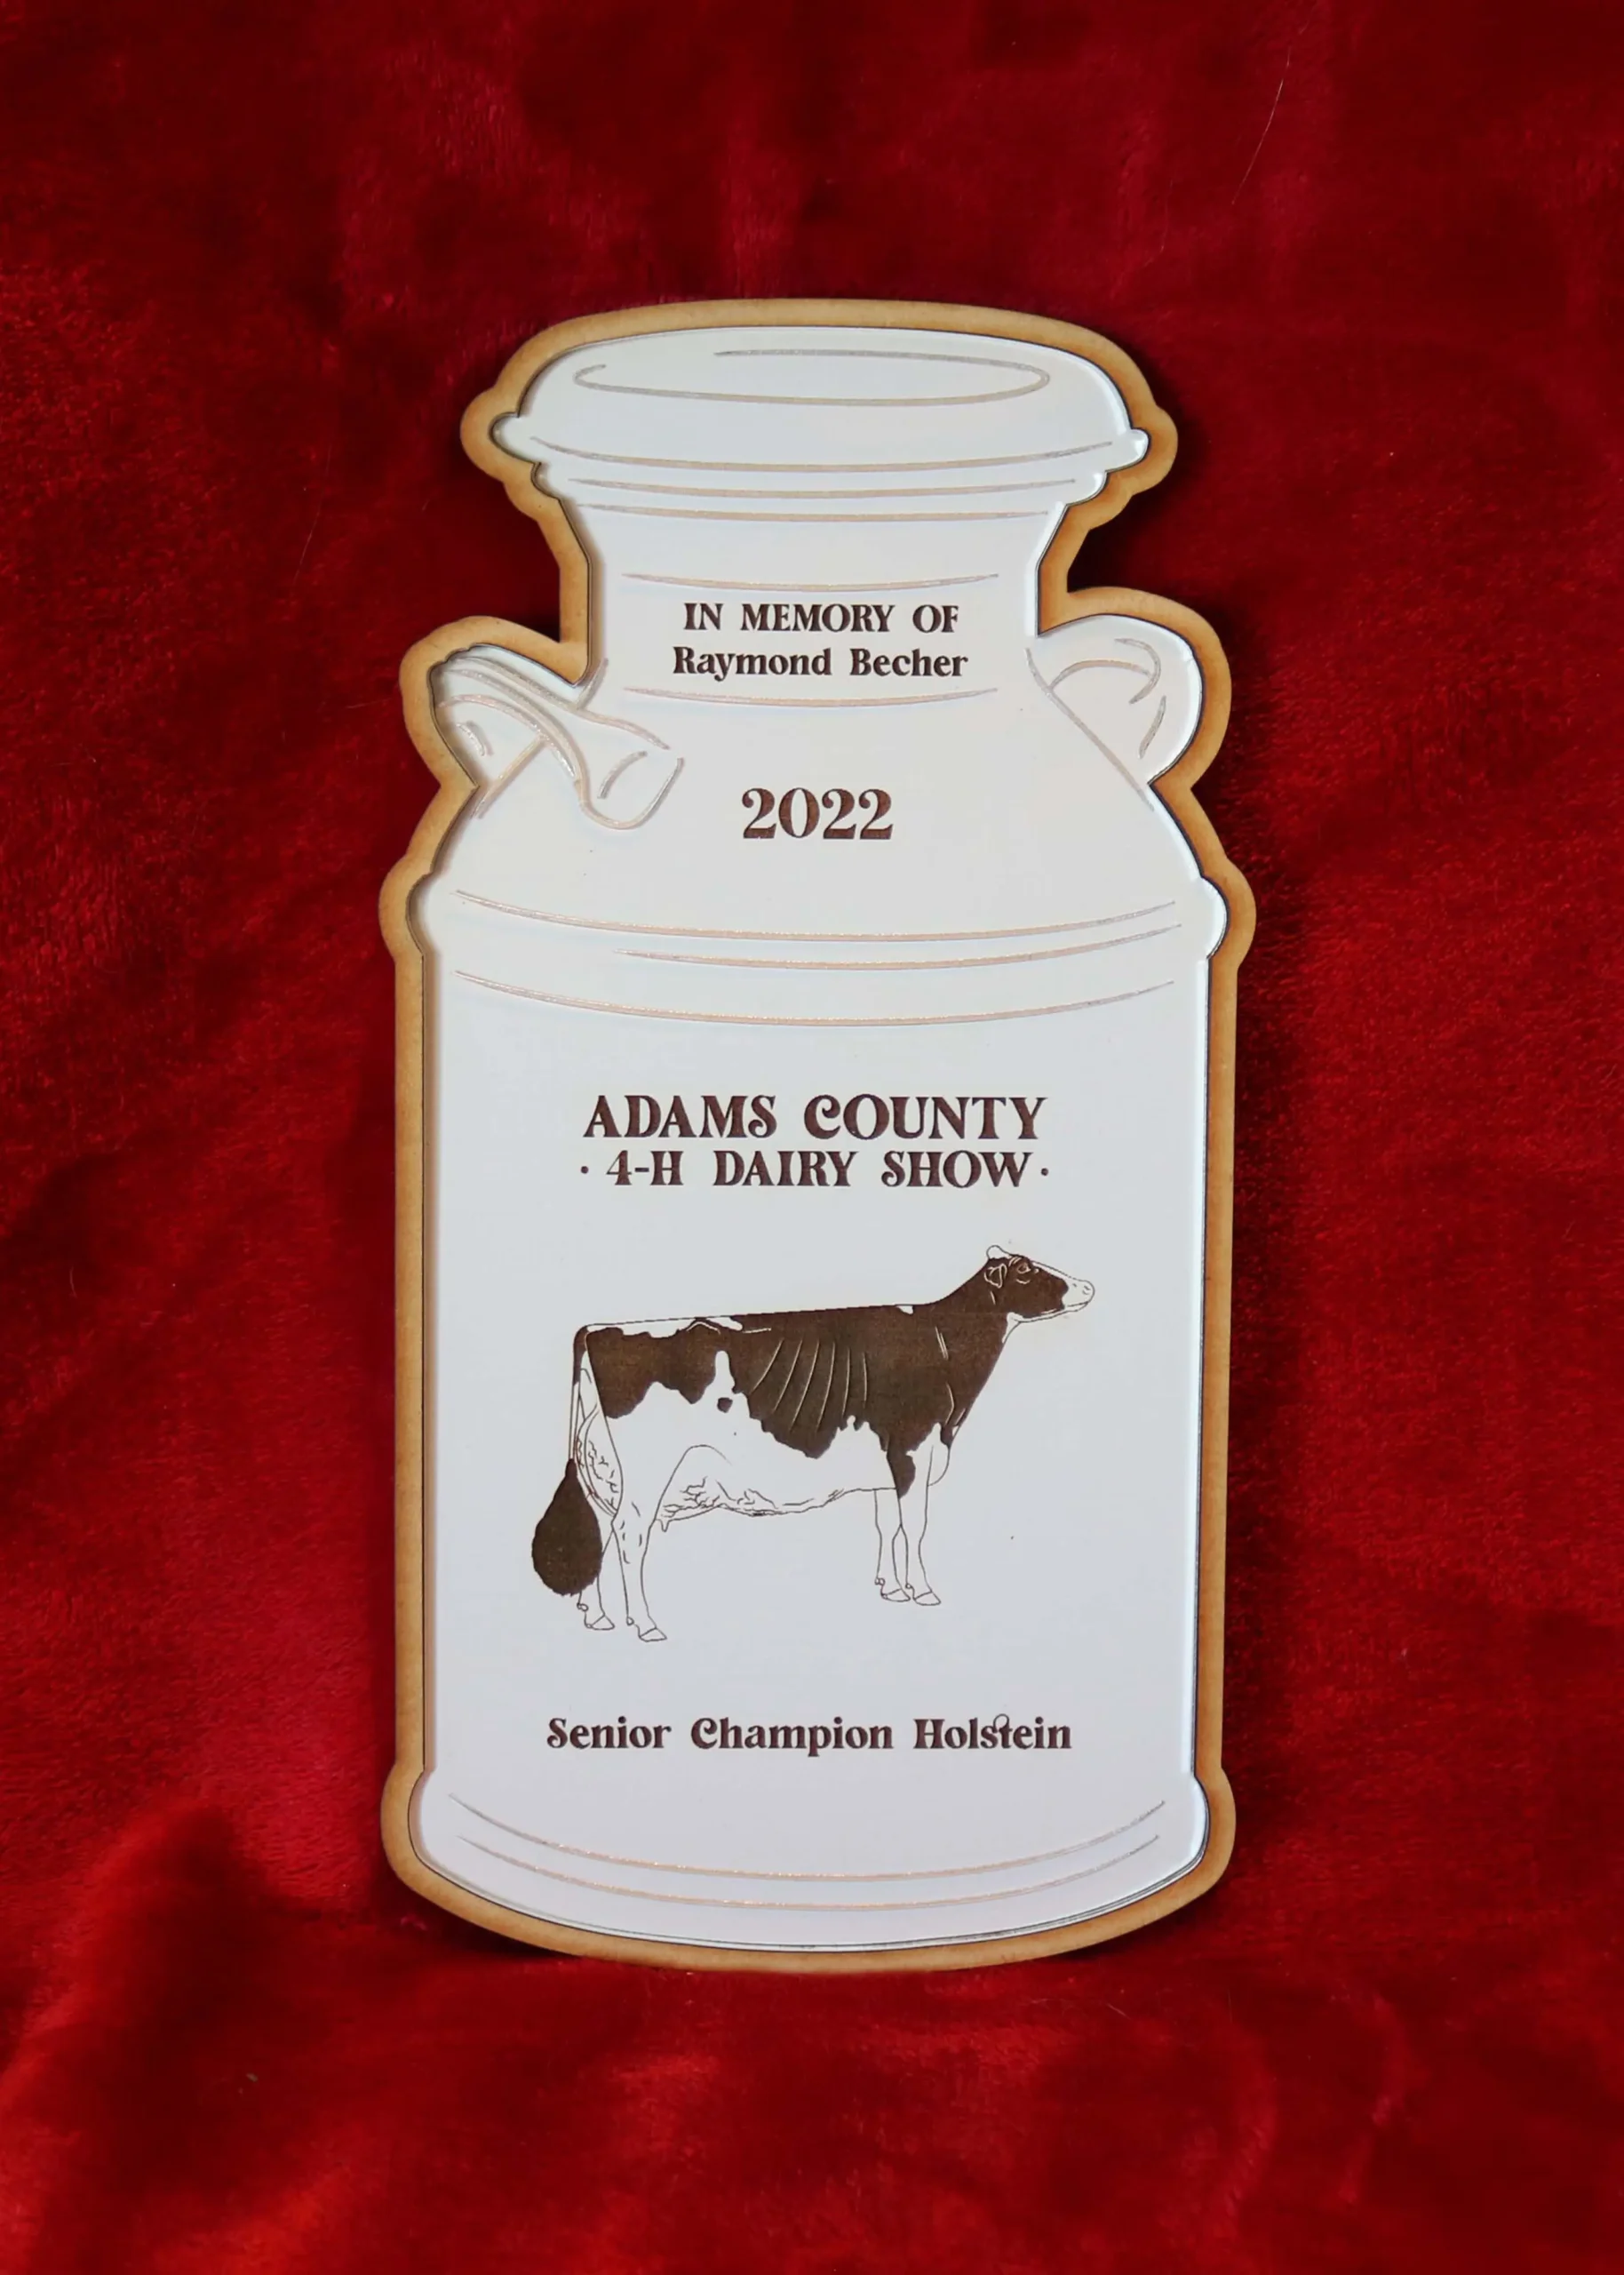 IN MEMORY OF
Raymond Becher
2022
ADAMS COUNTY
· 4-H DAIRY SHOW ·
Senior Champion Holstein